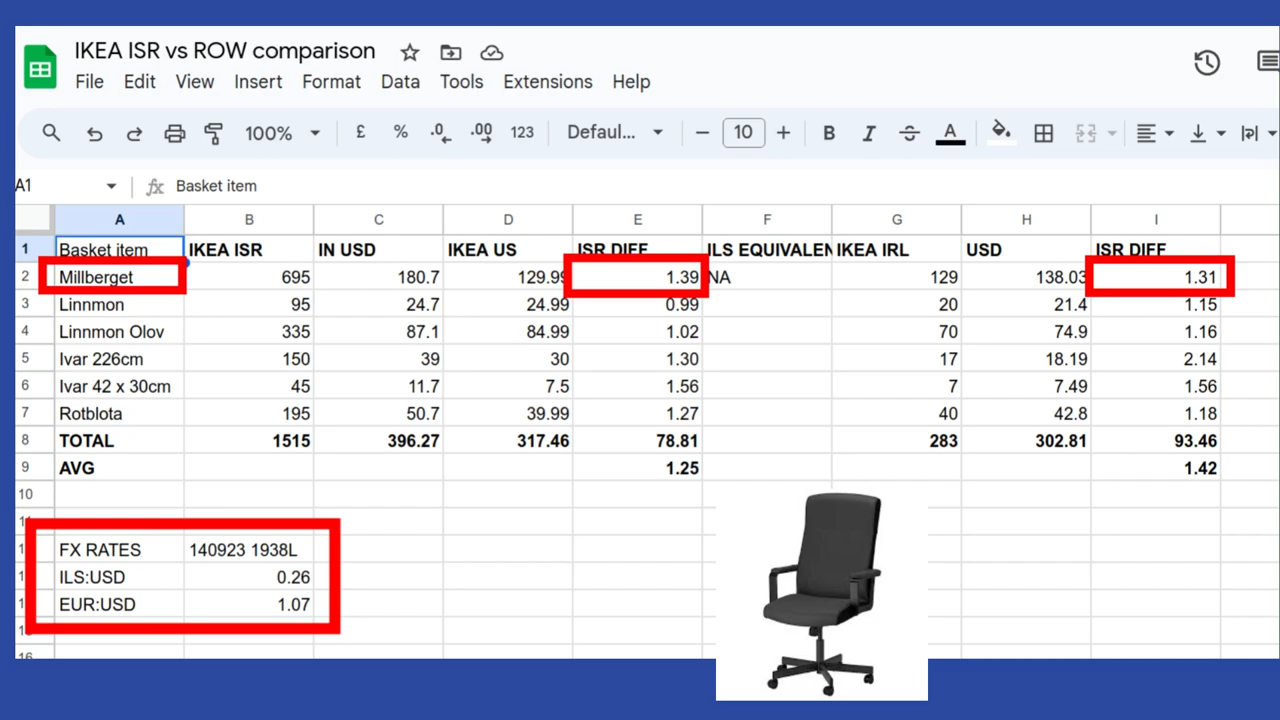 IKEA ISR vs ROW comparison
File Edit View Insert Format Data Tools Extensions Help
100% £ % .0 .00 123 Defaul... − 10 + B I S A
A1 fx Basket item
A B C D E F G H I
1 Basket item IKEA ISR IN USD IKEA US ISR DIFF ILS EQUIVALEN IKEA IRL USD ISR DIFF
2 Millberget 695 180.7 129.99 1.39 NA 129 138.03 1.31
3 Linnmon 95 24.7 24.99 0.99 20 21.4 1.15
4 Linnmon Olov 335 87.1 84.99 1.02 70 74.9 1.16
5 Ivar 226cm 150 39 30 1.30 17 18.19 2.14
6 Ivar 42 x 30cm 45 11.7 7.5 1.56 7 7.49 1.56
7 Rotblota 195 50.7 39.99 1.27 40 42.8 1.18
8 TOTAL 1515 396.27 317.46 78.81 283 302.81 93.46
9 AVG 1.25 1.42
10
FX RATES 140923 1938L
ILS:USD 0.26
EUR:USD 1.07